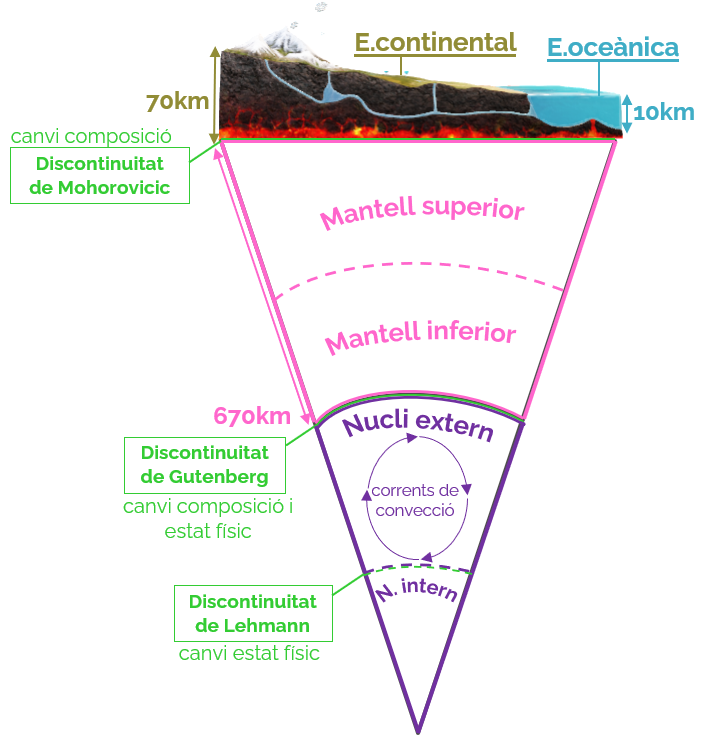 E.continental
E.oceànica
70km
10km
canvi composició
Discontinuitat
de Mohorovicic
Mantell superior
Mantell inferior
670km
Nucli extern
Discontinuitat
de Gutenberg
canvi composició i
estat físic
corrents de
convecció
N. intern
Discontinuitat
de Lehmann
canvi estat físic